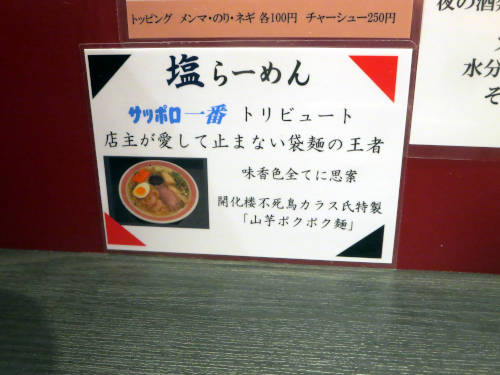 トッピング メンマ・のり・ネギ 各100円 チャーシュー250円
塩らーめん
サッポロ一番 トリビュート
店主が愛して止まない袋麺の王者
味香色全てに思案
開化楼不死鳥カラス氏特製
「山芋ボクボク麺」
夜の酒
水分
そ